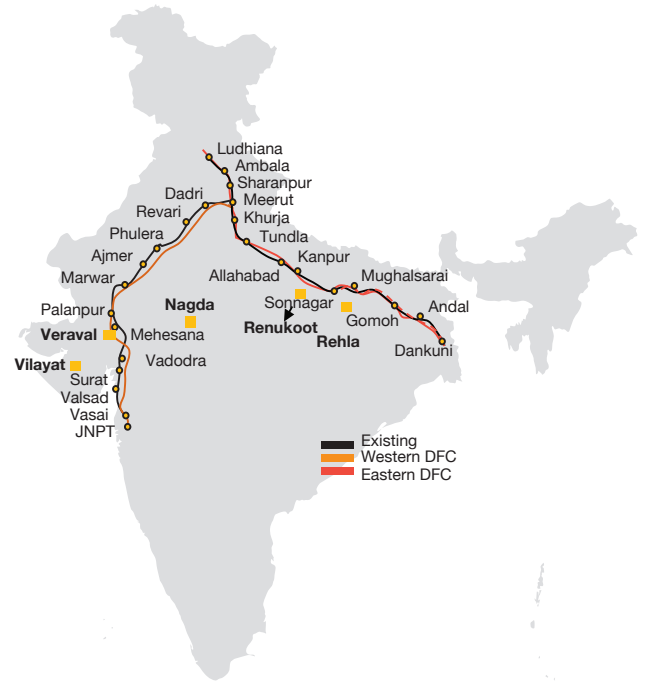 Ludhiana
Ambala
Sharanpur
Dadri
Meerut
Revari
Khurja
Phulera
Tundla
Ajmer
Kanpur
Marwar
Allahabad
Mughalsarai
Palanpur
Nagda
Sonnagar
Andal
Gomoh
Veraval
Mehesana
Renukoot
Rehla
Dankuni
Vilayat
Vadodra
Surat
Valsad
Vasai
JNPT
Existing
Western DFC
Eastern DFC